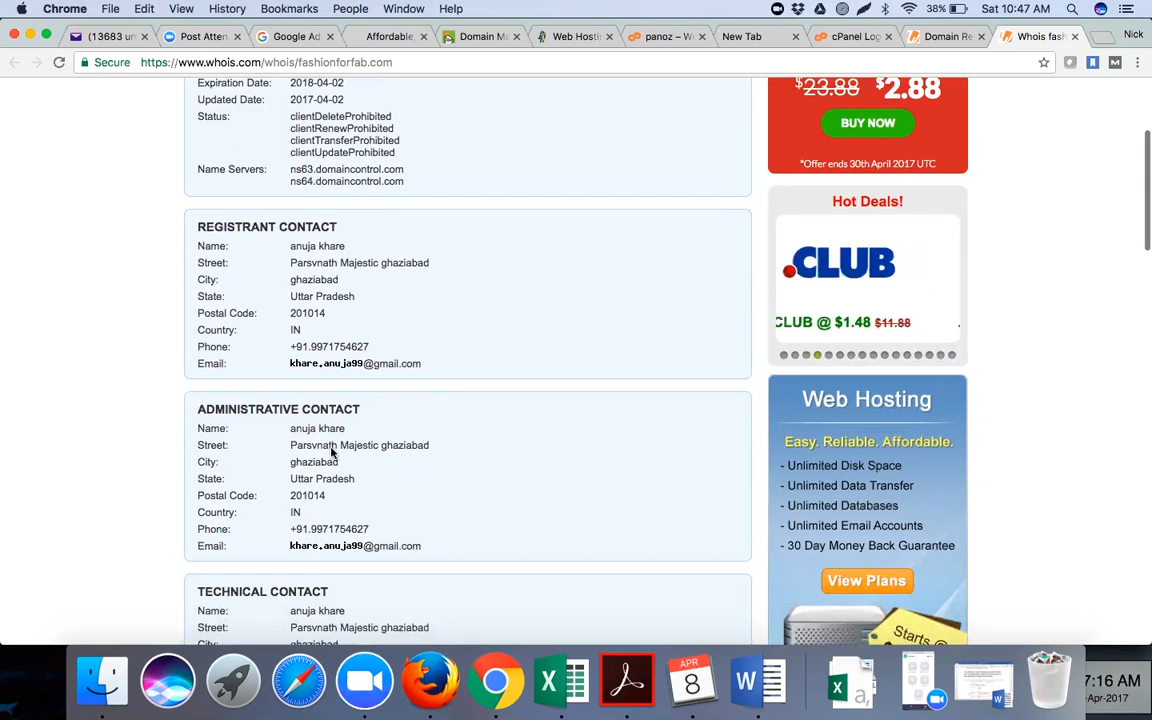 Chrome File Edit View History Bookmarks People Window Help
38% Sat 10:47 AM
(13683 un
Post Atten
Google Ad
Affordable,
Domain Ma
Web Hosti
panoz – W
New Tab
cPanel Log
Domain Re
Whois fash
Nick
Secure https://www.whois.com/whois/fashionforfab.com
Expiration Date: 2018-04-02
Updated Date: 2017-04-02
Status: clientDeleteProhibited
clientRenewProhibited
clientTransferProhibited
clientUpdateProhibited
Name Servers: ns63.domaincontrol.com
ns64.domaincontrol.com
REGISTRANT CONTACT
Name: anuja khare
Street: Parsvnath Majestic ghaziabad
City: ghaziabad
State: Uttar Pradesh
Postal Code: 201014
Country: IN
Phone: +91.9971754627
Email: khare.anuja99@gmail.com
ADMINISTRATIVE CONTACT
Name: anuja khare
Street: Parsvnath Majestic ghaziabad
City: ghaziabad
State: Uttar Pradesh
Postal Code: 201014
Country: IN
Phone: +91.9971754627
Email: khare.anuja99@gmail.com
TECHNICAL CONTACT
Name: anuja khare
Street: Parsvnath Majestic ghaziabad
City: ghaziabad
$23.88 $2.88
BUY NOW
*Offer ends 30th April 2017 UTC
Hot Deals!
.CLUB
CLUB @ $1.48 $11.88
Web Hosting
Easy. Reliable. Affordable.
- Unlimited Disk Space
- Unlimited Data Transfer
- Unlimited Databases
- Unlimited Email Accounts
- 30 Day Money Back Guarantee
View Plans
Starts @
APR
8
X
W
X a,
W
7:16 AM
-Apr-2017